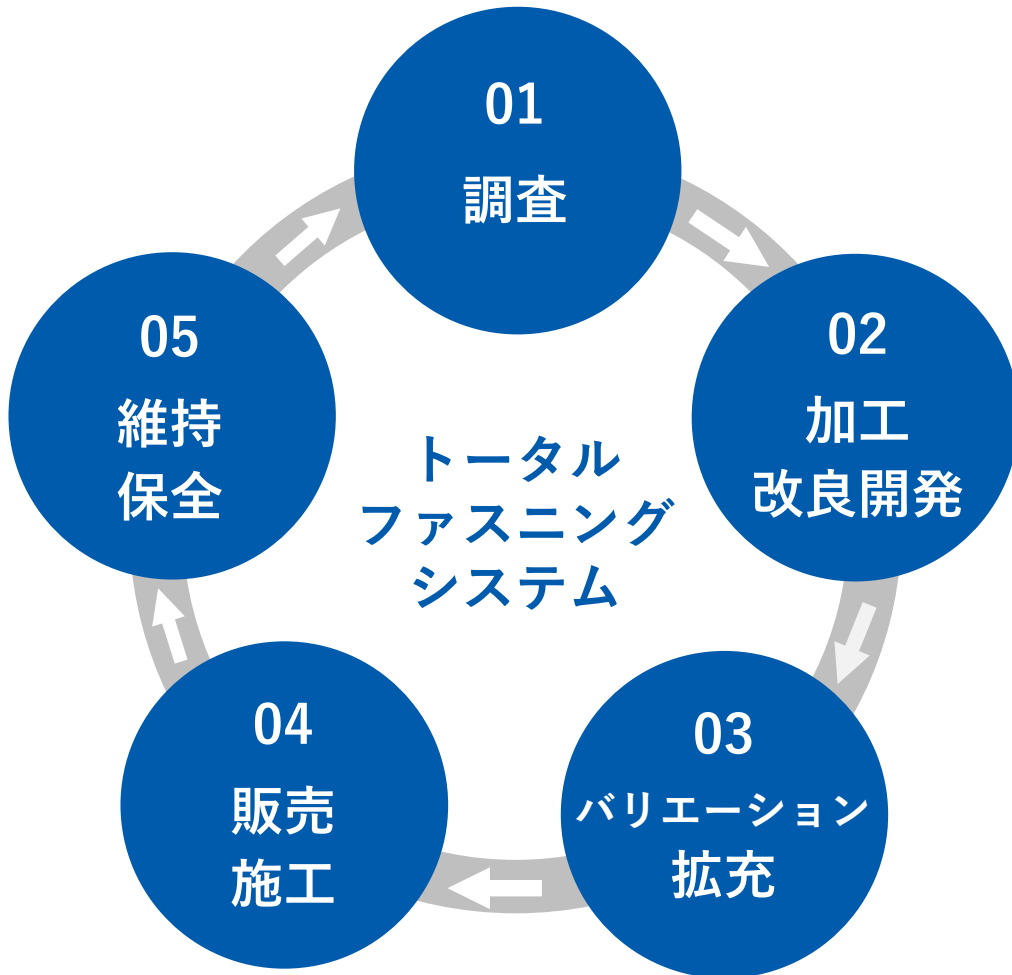 01
調査
02
加工
改良開発
03
バリエーション
拡充
04
販売
施工
05
維持
保全
トータル
ファスニング
システム